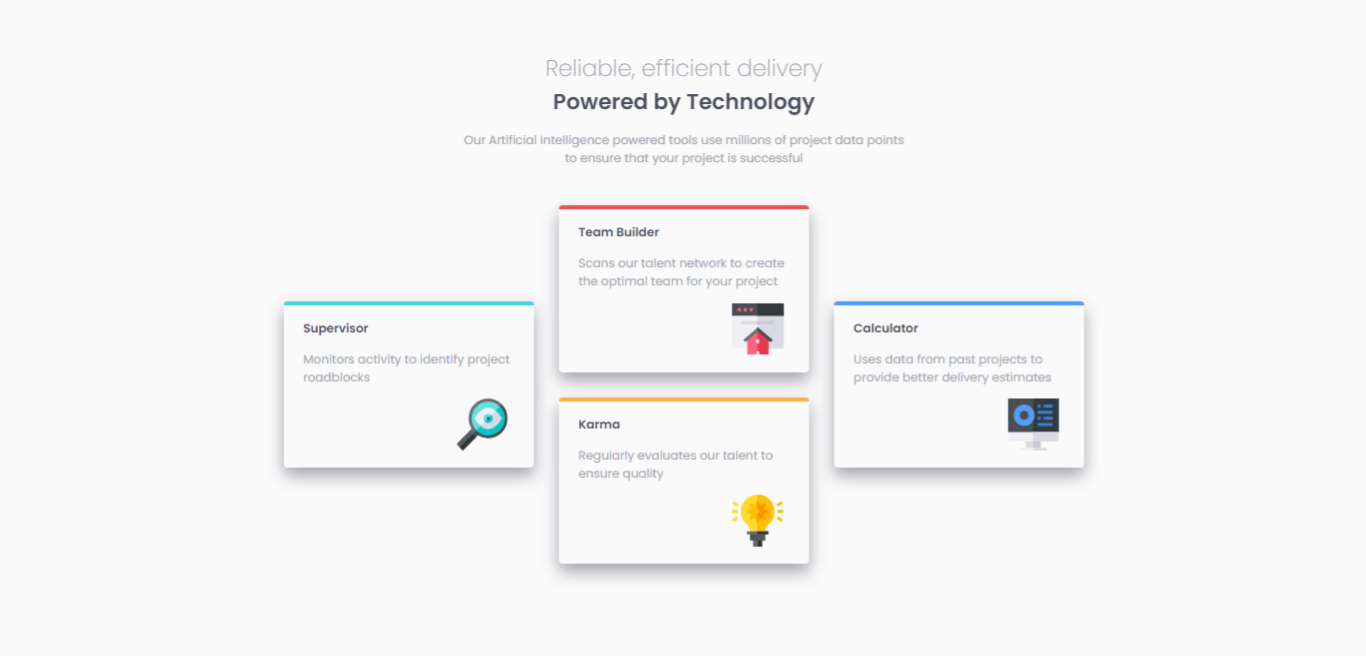 Reliable, efficient delivery
Powered by Technology
Our Artificial Intelligence powered tools use millions of project data points
to ensure that your project is successful
Supervisor
Monitors activity to identify project
roadblocks
Team Builder
Scans our talent network to create
the optimal team for your project
Karma
Regularly evaluates our talent to
ensure quality
Calculator
Uses data from past projects to
provide better delivery estimates